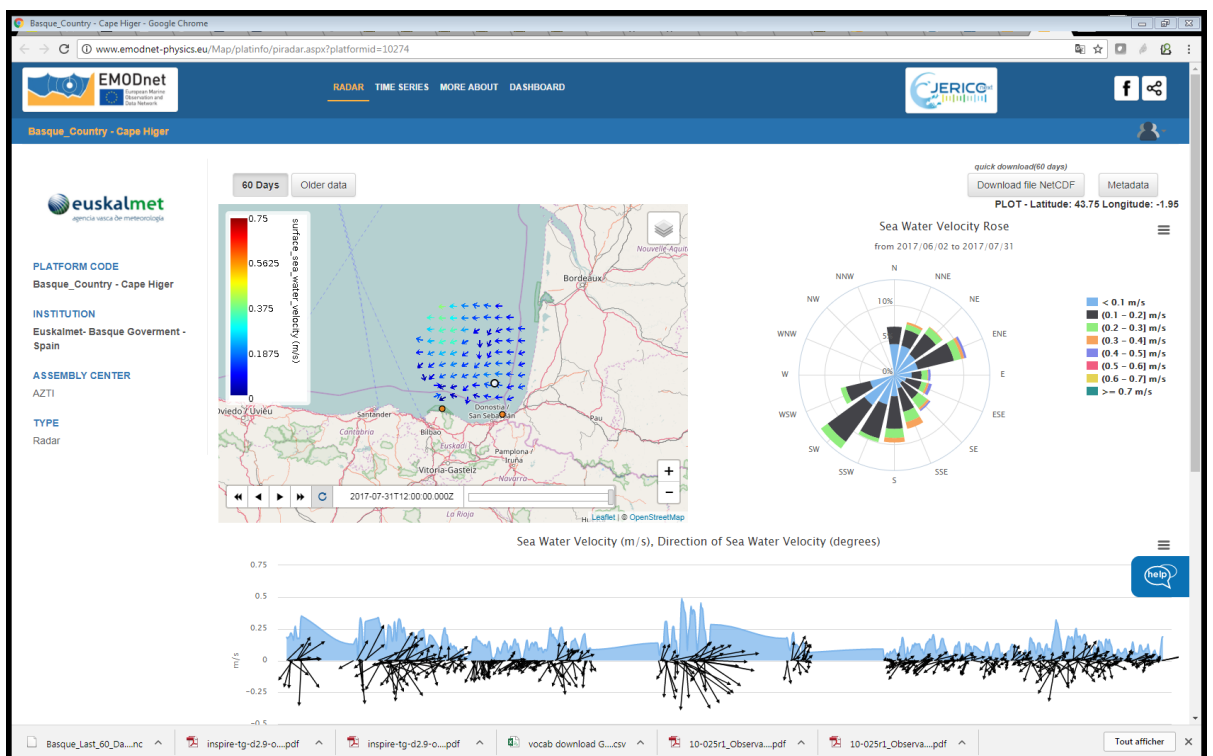 Basque_Country - Cape Higer - Google Chrome
www.emodnet-physics.eu/Map/platinfo/piradar.aspx?platformid=10274
EMODnet
European Marine
Observation and
Data Network
RADAR TIME SERIES MORE ABOUT DASHBOARD
JERICO
next
Basque_Country - Cape Higer
euskalmet
agencia vasca de meteorología
PLATFORM CODE
Basque_Country - Cape Higer
INSTITUTION
Euskalmet- Basque Goverment -
Spain
ASSEMBLY CENTER
AZTI
TYPE
Radar
60 Days Older data
quick download(60 days)
Download file NetCDF Metadata
PLOT - Latitude: 43.75 Longitude: -1.95
0.75
0.5625
0.375
0.1875
0
surface_sea_water_velocity (m/s)
Nouvelle-Aquit
Bordeaux
Oviedo / Uviéu
Santander
Cantabria
Bilbao
Donostia /
San Sebastián
Euskadi
Pau
Pamplona /
Iruña
Vitoria-Gasteiz
Navarra
La Rioja
+
−
2017-07-31T12:00:00.000Z
Leaflet | © OpenStreetMap
Sea Water Velocity Rose
from 2017/06/02 to 2017/07/31
N
NNE
NE
ENE
E
ESE
SE
SSE
S
SSW
SW
WSW
W
WNW
NW
NNW
10%
5
0%
< 0.1 m/s
(0.1 – 0.2) m/s
(0.2 – 0.3) m/s
(0.3 – 0.4) m/s
(0.4 – 0.5) m/s
(0.5 – 0.6) m/s
(0.6 – 0.7) m/s
>= 0.7 m/s
Sea Water Velocity (m/s), Direction of Sea Water Velocity (degrees)
0.75
0.5
0.25
0
−0.25
−0.5
m/s
help
Basque_Last_60_Da....nc
inspire-tg-d2.9-o....pdf
inspire-tg-d2.9-o....pdf
vocab download G....csv
10-025r1_Observa....pdf
10-025r1_Observa....pdf
Tout afficher